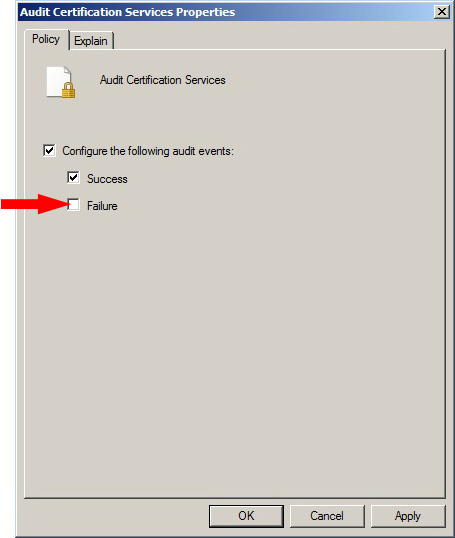 Audit Certification Services Properties
Policy
Explain
Audit Certification Services
Configure the following audit events:
Success
Failure
OK
Cancel
Apply